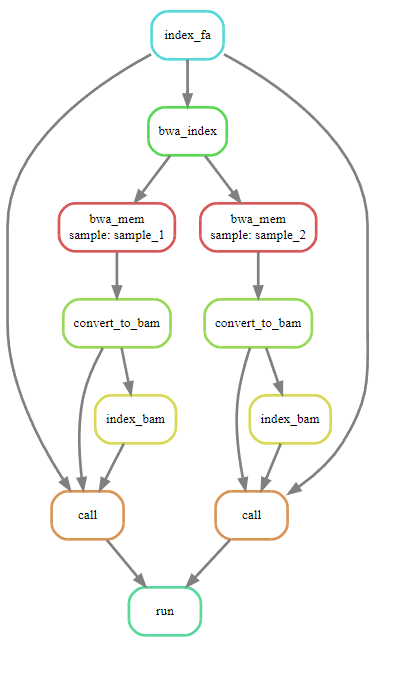 index_fa
bwa_index
bwa_mem
sample: sample_1
bwa_mem
sample: sample_2
convert_to_bam
convert_to_bam
index_bam
index_bam
call
call
run